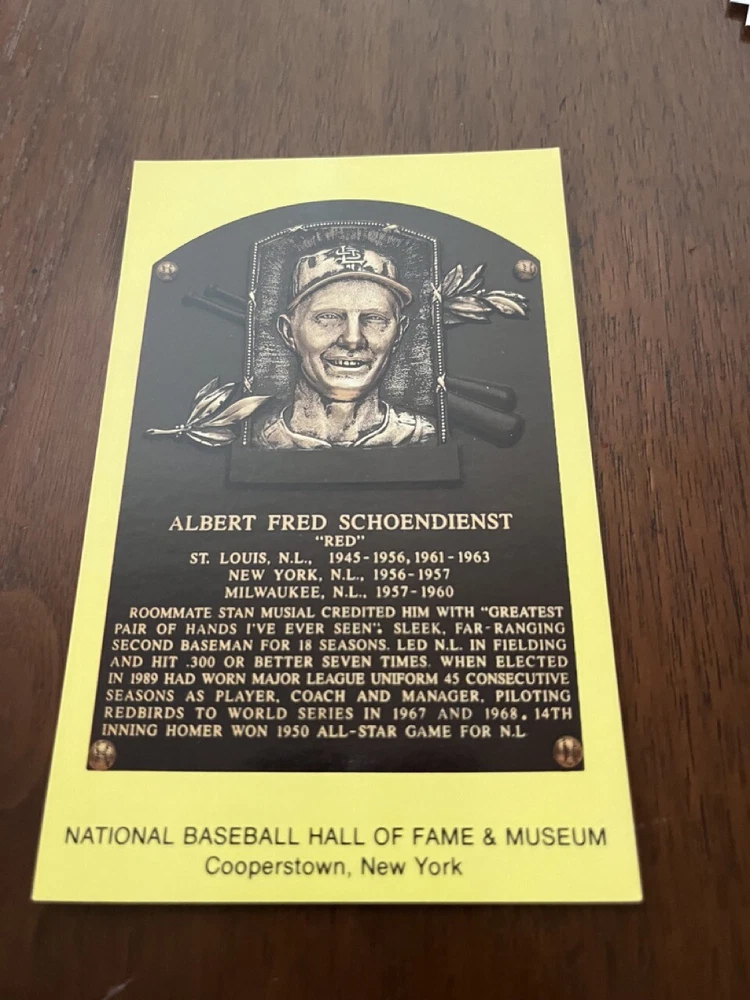 STL
ALBERT FRED SCHOENDIENST
"RED"
ST. LOUIS, N.L., 1945-1956, 1961-1963
NEW YORK, N.L., 1956-1957
MILWAUKEE, N.L., 1957-1960
ROOMMATE STAN MUSIAL CREDITED HIM WITH "GREATEST
PAIR OF HANDS I'VE EVER SEEN". SLEEK, FAR-RANGING
SECOND BASEMAN FOR 18 SEASONS. LED N.L. IN FIELDING
AND HIT .300 OR BETTER SEVEN TIMES. WHEN ELECTED
IN 1989 HAD WORN MAJOR LEAGUE UNIFORM 45 CONSECUTIVE
SEASONS AS PLAYER, COACH AND MANAGER, PILOTING
REDBIRDS TO WORLD SERIES IN 1967 AND 1968. 14TH
INNING HOMER WON 1950 ALL-STAR GAME FOR N.L
NATIONAL BASEBALL HALL OF FAME & MUSEUM
Cooperstown, New York